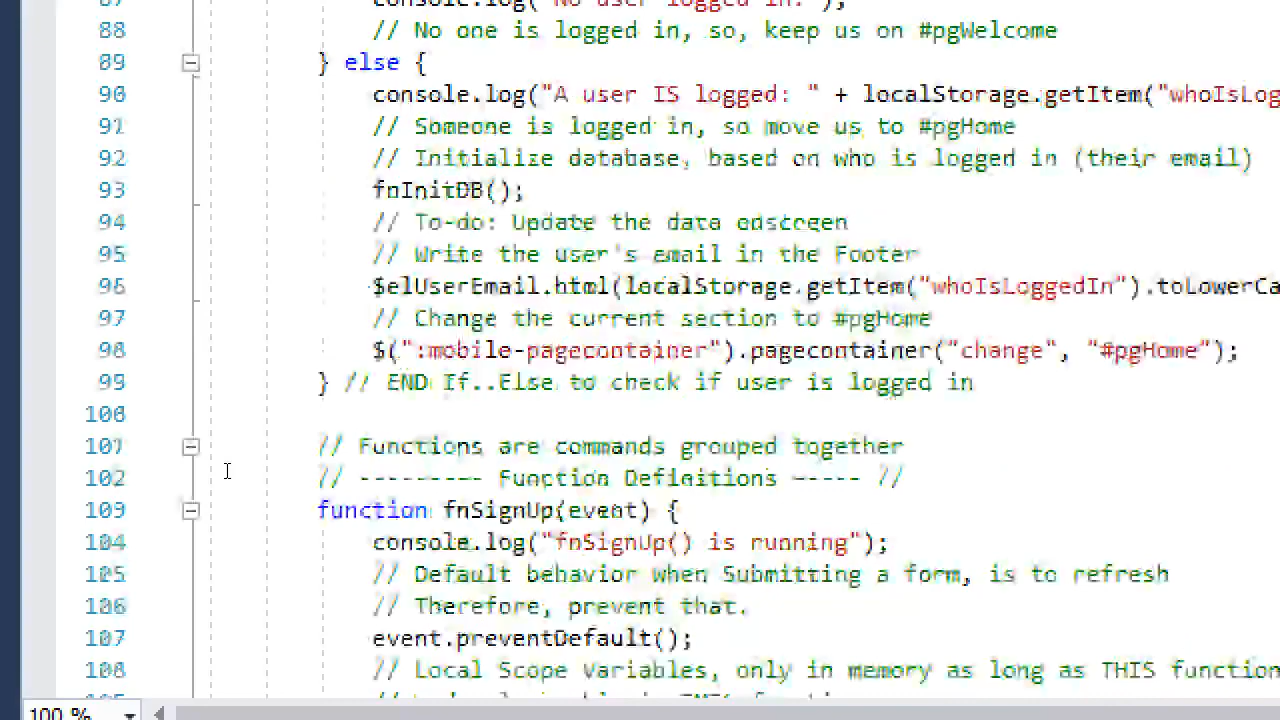 console.log("No user logged in.");
88 // No one is logged in, so, keep us on #pgWelcome
89 } else {
90 console.log("A user IS logged: " + localStorage.getItem("whoIsLog
91 // Someone is logged in, so move us to #pgHome
92 // Initialize database, based on who is logged in (their email)
93 fnInitDB();
94 // To-do: Update the data onscreen
95 // Write the user's email in the Footer
96 $elUserEmail.html(localStorage.getItem("whoIsLoggedIn").toLowerCa
97 // Change the current section to #pgHome
98 $(":mobile-pagecontainer").pagecontainer("change", "#pgHome");
99 } // END If..Else to check if user is logged in
100
101 // Functions are commands grouped together
102 // --------- Function Definitions ----- //
103 function fnSignUp(event) {
104 console.log("fnSignUp() is running");
105 // Default behavior when Submitting a form, is to refresh
106 // Therefore, prevent that.
107 event.preventDefault();
108 // Local Scope Variables, only in memory as long as THIS function
100 %